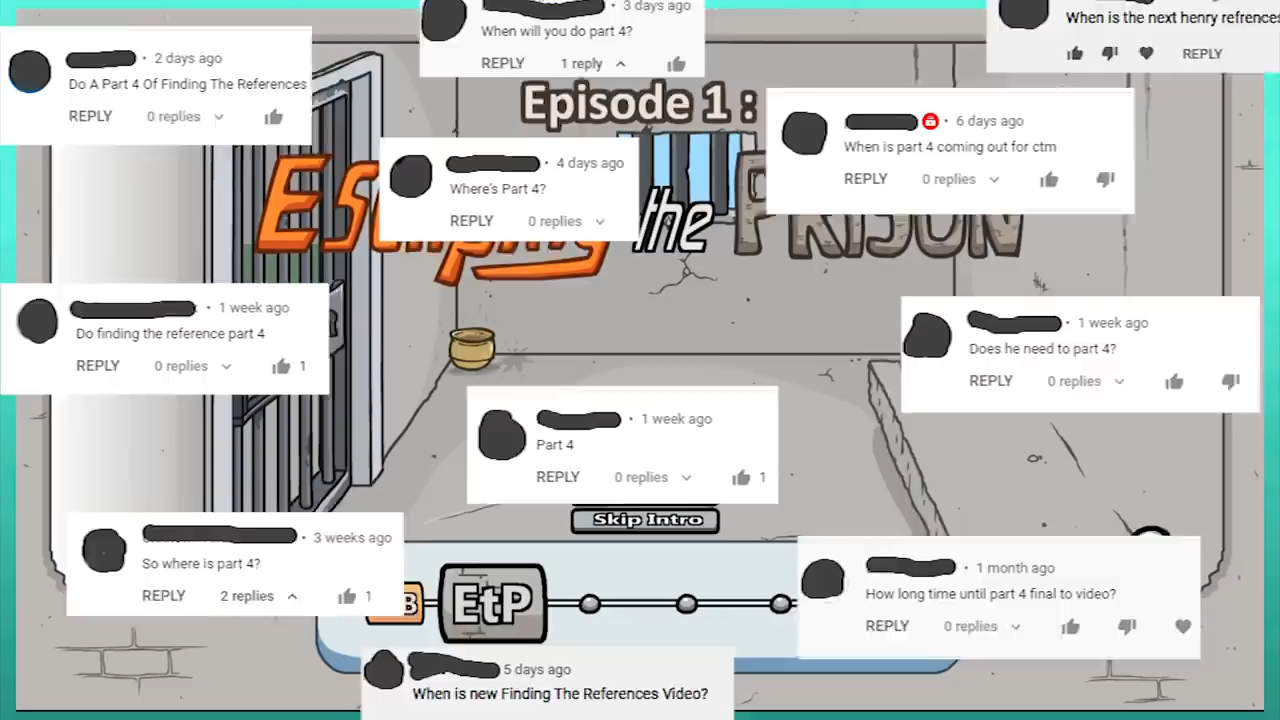 3 days ago
When will you do part 4?
REPLY 1 reply
When is the next henry refrences
REPLY
2 days ago
Do A Part 4 Of Finding The References
REPLY 0 replies
Episode 1 :
6 days ago
When is part 4 coming out for ctm
REPLY 0 replies
4 days ago
Where's Part 4?
REPLY 0 replies
Escaping the PRISON
1 week ago
Do finding the reference part 4
REPLY 0 replies 1
1 week ago
Does he need to part 4?
REPLY 0 replies
1 week ago
Part 4
REPLY 0 replies 1
Skip Intro
3 weeks ago
So where is part 4?
REPLY 2 replies 1
B EtP
1 month ago
How long time until part 4 final to video?
REPLY 0 replies
5 days ago
When is new Finding The References Video?